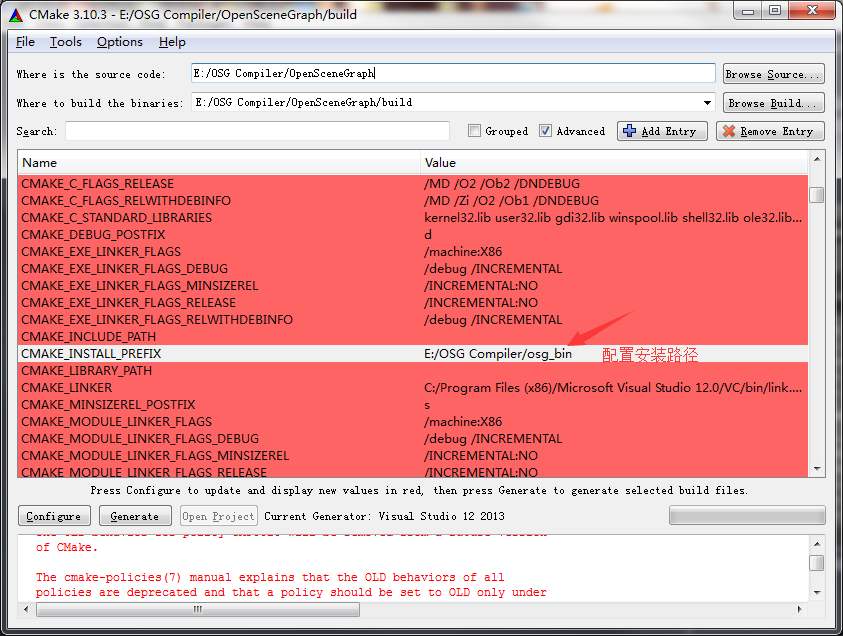 CMake 3.10.3 - E:/OSG Compiler/OpenSceneGraph/build
File Tools Options Help
Where is the source code: E:/OSG Compiler/OpenSceneGraph Browse Source...
Where to build the binaries: E:/OSG Compiler/OpenSceneGraph/build Browse Build...
Search: Grouped Advanced Add Entry Remove Entry
Name Value
CMAKE_C_FLAGS_RELEASE /MD /O2 /Ob2 /DNDEBUG
CMAKE_C_FLAGS_RELWITHDEBINFO /MD /Zi /O2 /Ob1 /DNDEBUG
CMAKE_C_STANDARD_LIBRARIES kernel32.lib user32.lib gdi32.lib winspool.lib shell32.lib ole32.lib...
CMAKE_DEBUG_POSTFIX d
CMAKE_EXE_LINKER_FLAGS /machine:X86
CMAKE_EXE_LINKER_FLAGS_DEBUG /debug /INCREMENTAL
CMAKE_EXE_LINKER_FLAGS_MINSIZEREL /INCREMENTAL:NO
CMAKE_EXE_LINKER_FLAGS_RELEASE /INCREMENTAL:NO
CMAKE_EXE_LINKER_FLAGS_RELWITHDEBINFO /debug /INCREMENTAL
CMAKE_INCLUDE_PATH
CMAKE_INSTALL_PREFIX E:/OSG Compiler/osg_bin 配置安装路径
CMAKE_LIBRARY_PATH
CMAKE_LINKER C:/Program Files (x86)/Microsoft Visual Studio 12.0/VC/bin/link....
CMAKE_MINSIZEREL_POSTFIX s
CMAKE_MODULE_LINKER_FLAGS /machine:X86
CMAKE_MODULE_LINKER_FLAGS_DEBUG /debug /INCREMENTAL
CMAKE_MODULE_LINKER_FLAGS_MINSIZEREL /INCREMENTAL:NO
CMAKE_MODULE_LINKER_FLAGS_RELEASE /INCREMENTAL:NO
Press Configure to update and display new values in red, then press Generate to generate selected build files.
Configure Generate Open Project Current Generator: Visual Studio 12 2013
of CMake.
The cmake-policies(7) manual explains that the OLD behaviors of all
policies are deprecated and that a policy should be set to OLD only under